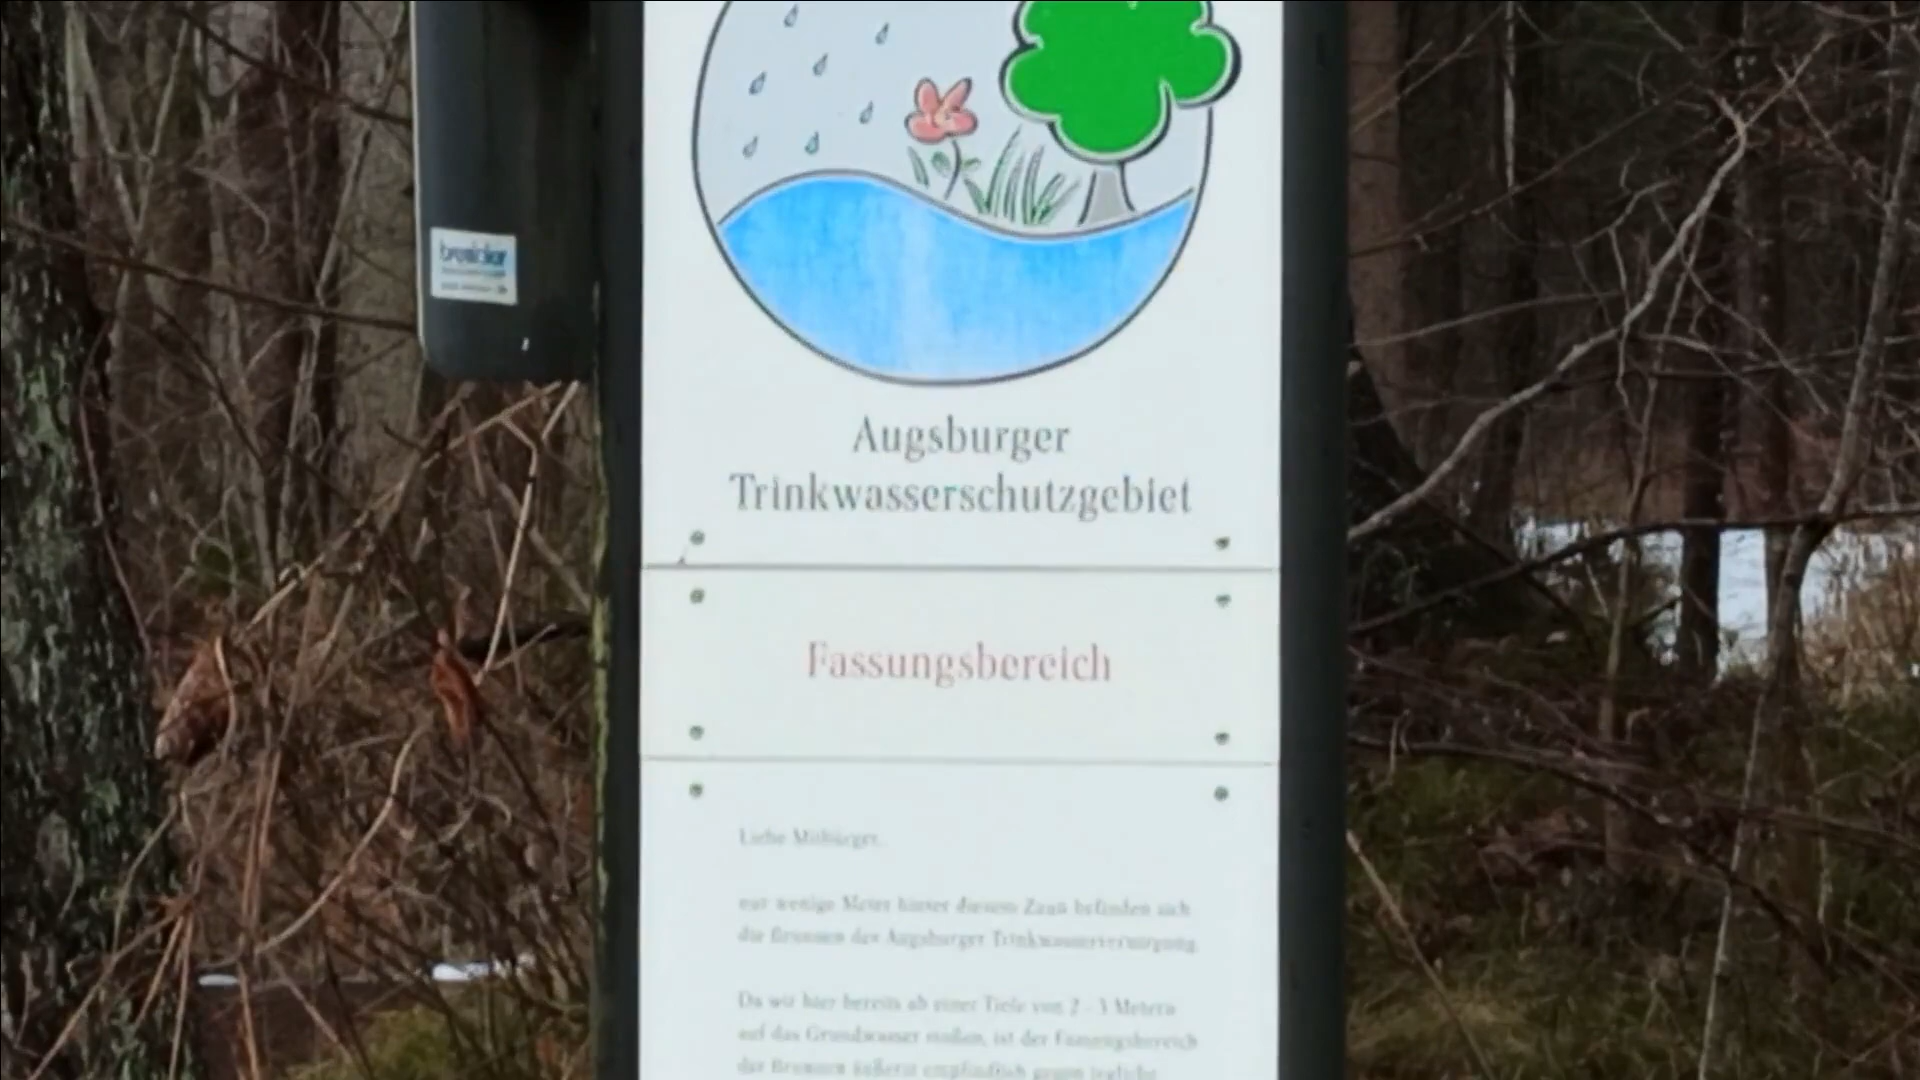 Augsburger
Trinkwasserschutzgebiet
Fassungsbereich
Liebe Mitbürger,
nur wenige Meter hinter diesem Zaun befinden sich
die Brunnen der Augsburger Trinkwasserversorgung.
Da wir hier bereits ab einer Tiefe von 2 - 3 Metern
auf das Grundwasser stoßen, ist der Fassungsbereich
der Brunnen äußerst empfindlich gegen jegliche